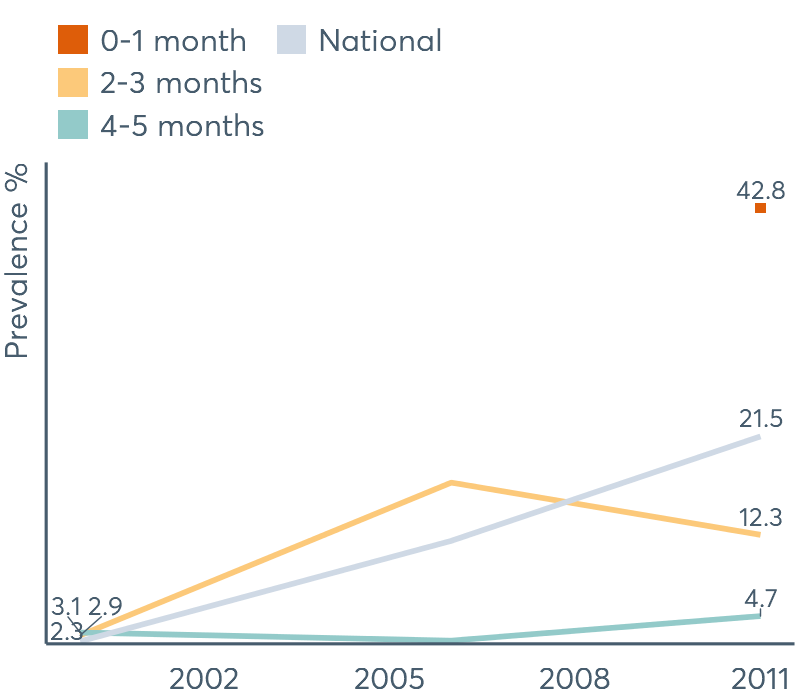 0-1 month National
2-3 months
4-5 months
Prevalence %
42.8
21.5
12.3
4.7
3.1 2.9
2.3
2002 2005 2008 2011